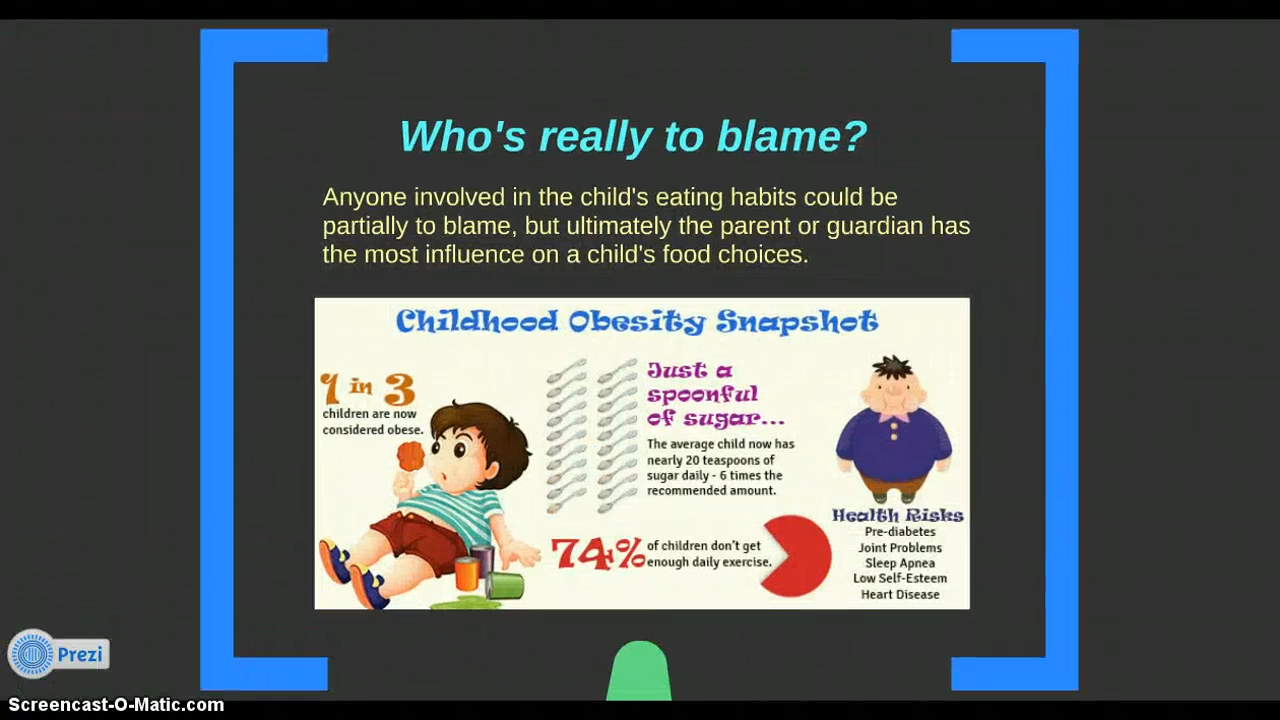 Who's really to blame?
Anyone involved in the child's eating habits could be
partially to blame, but ultimately the parent or guardian has
the most influence on a child's food choices.
Childhood Obesity Snapshot
1 in 3
children are now
considered obese.
Just a
spoonful
of sugar...
The average child now has
nearly 20 teaspoons of
sugar daily - 6 times the
recommended amount.
74% of children don't get
enough daily exercise.
Health Risks
Pre-diabetes
Joint Problems
Sleep Apnea
Low Self-Esteem
Heart Disease
Prezi
Screencast-O-Matic.com